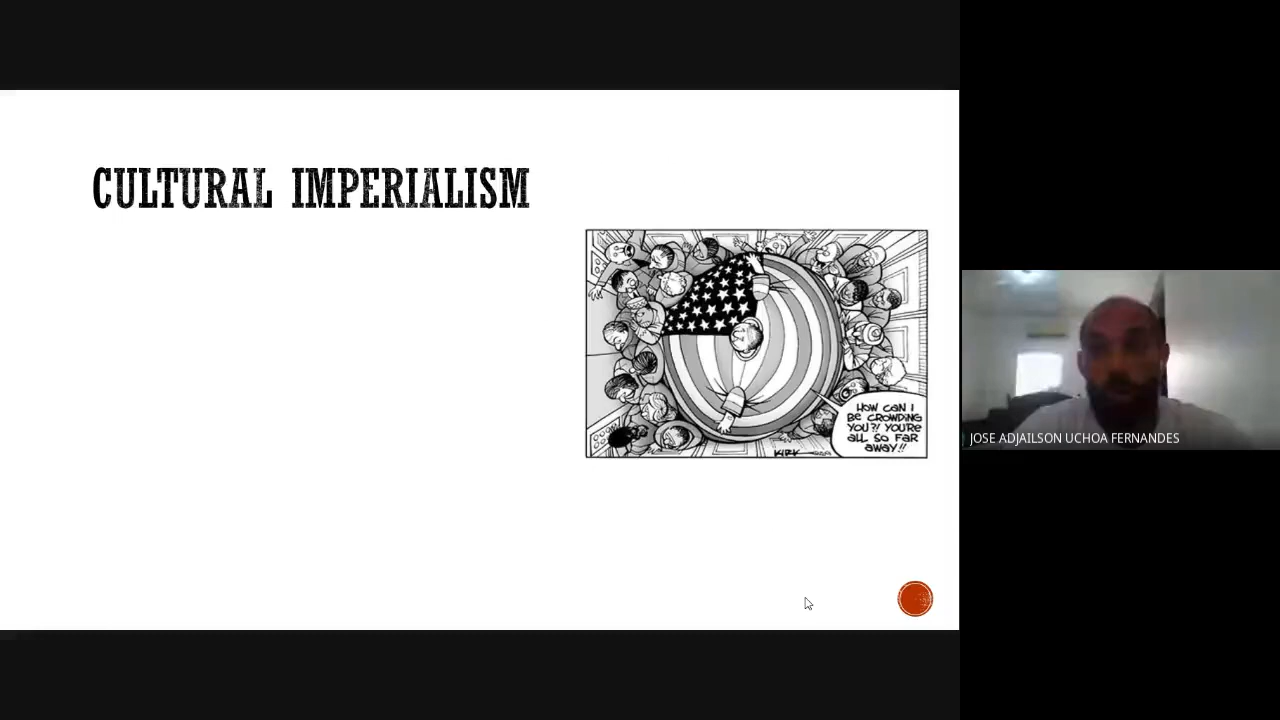 CULTURAL IMPERIALISM
HOW CAN I
BE CROWDING
YOU?! YOU'RE
ALL SO FAR
AWAY!!
KIRK
JOSE ADJAILSON UCHOA FERNANDES